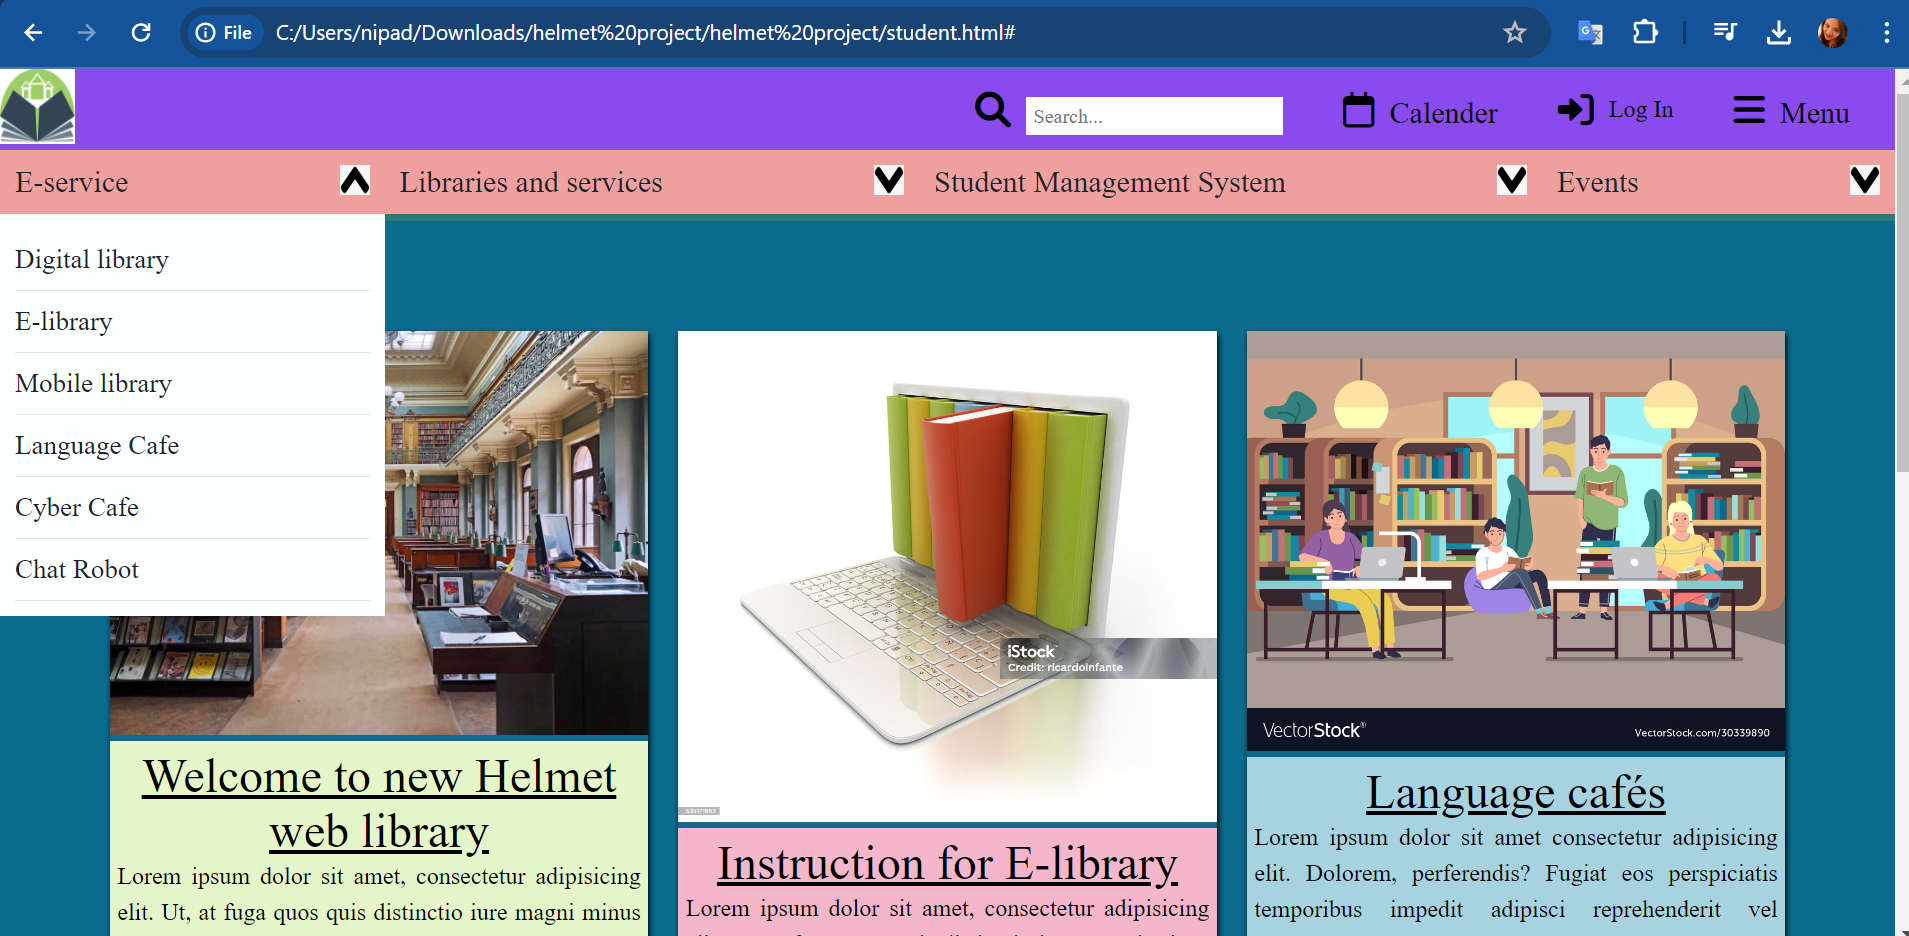 File
C:/Users/nipad/Downloads/helmet%20project/helmet%20project/student.html#
Search...
Calender
Log In
Menu
E-service
Libraries and services
Student Management System
Events
Digital library
E-library
Mobile library
Language Cafe
Cyber Cafe
Chat Robot
iStock
Credit: ricardoinfante
VectorStock®
VectorStock.com/30339890
Welcome to new Helmet
web library
Lorem ipsum dolor sit amet, consectetur adipisicing
elit. Ut, at fuga quos quis distinctio iure magni minus
Instruction for E-library
Lorem ipsum dolor sit amet, consectetur adipisicing
Language cafés
Lorem ipsum dolor sit amet consectetur adipisicing
elit. Dolorem, perferendis? Fugiat eos perspiciatis
temporibus impedit adipisci reprehenderit vel